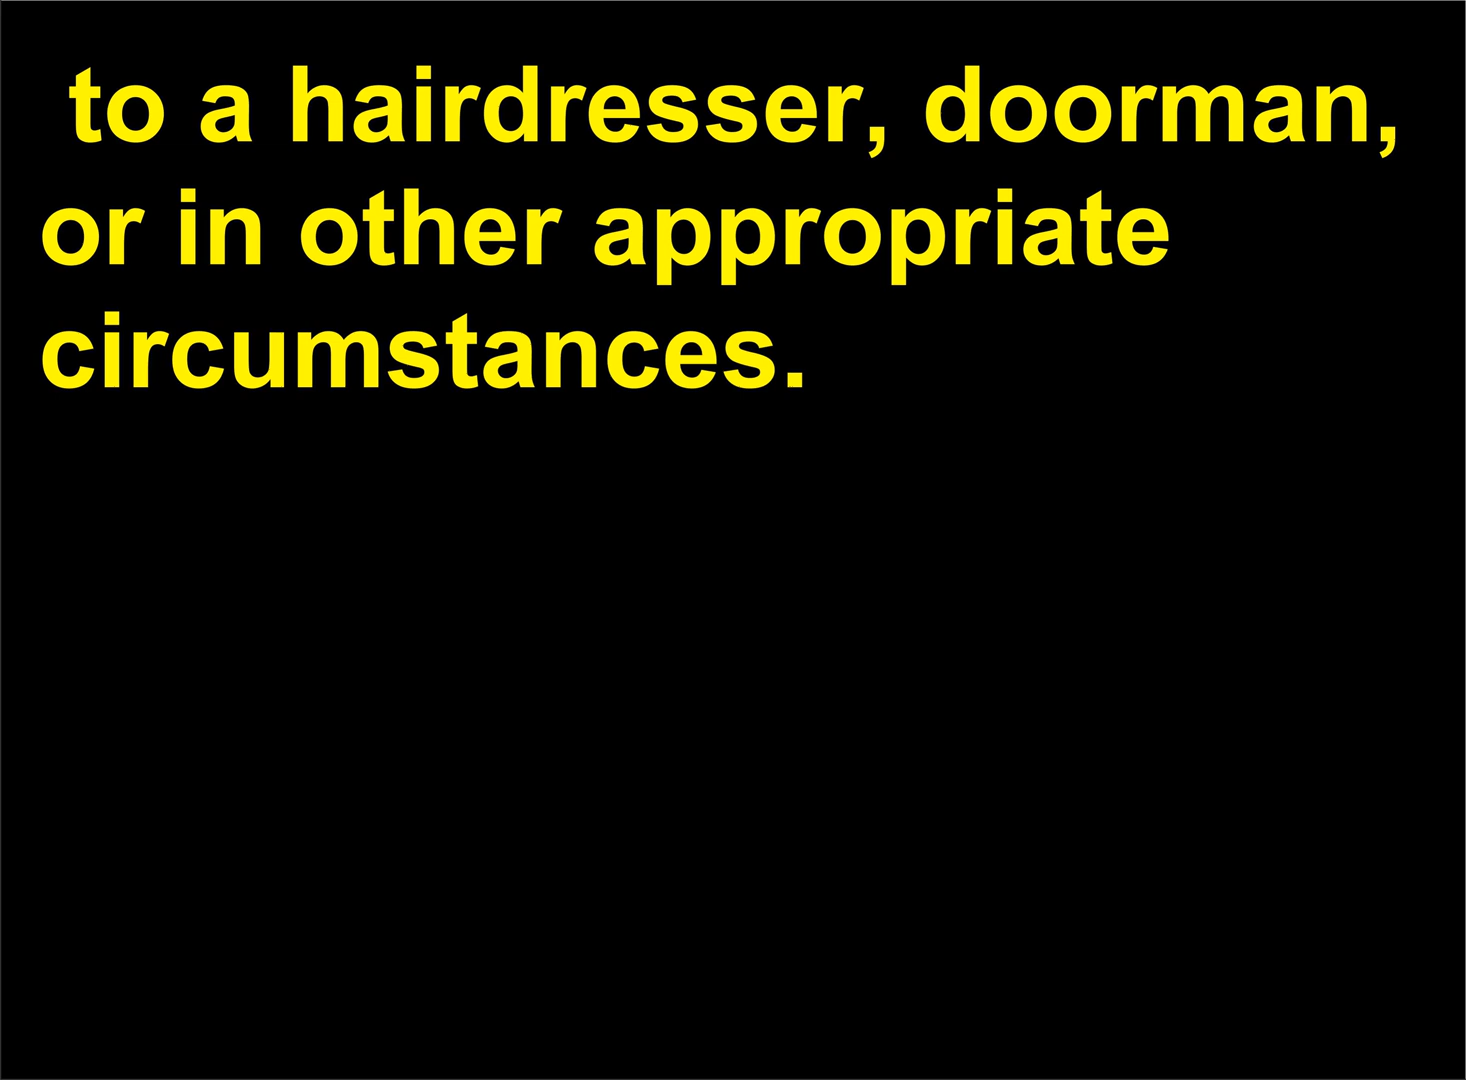 to a hairdresser, doorman,
or in other appropriate
circumstances.